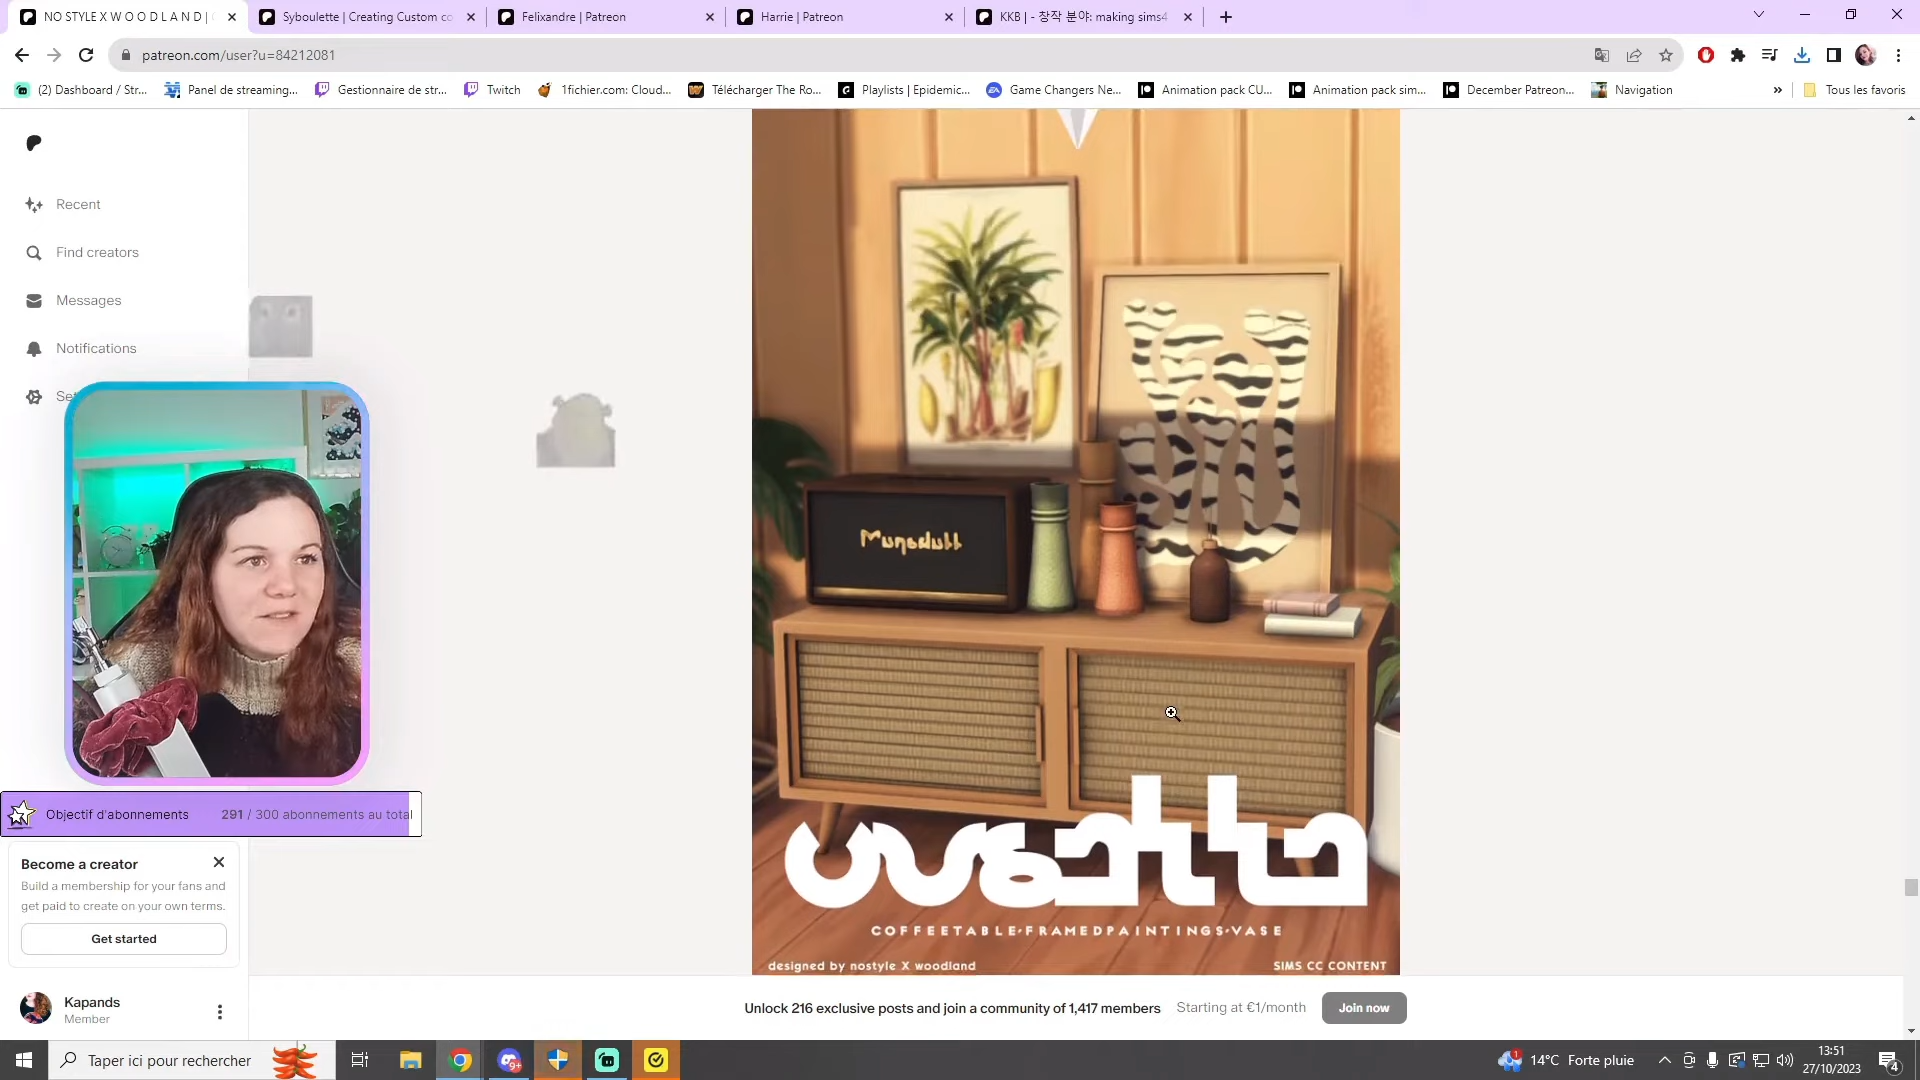 NO STYLE X W O O D L A N D |
Syboulette | Creating Custom co
Felixandre | Patreon
Harrie | Patreon
KKB | - 창작 분야: making sims4
patreon.com/user?u=84212081
(2) Dashboard / Str...
Panel de streaming...
Gestionnaire de str...
Twitch
1fichier.com: Cloud...
Télécharger The Ro...
Playlists | Epidemic...
Game Changers Ne...
Animation pack CU...
Animation pack sim...
December Patreon...
Navigation
»
Tous les favoris
Recent
Find creators
Messages
Notifications
Objectif d'abonnements
291 / 300 abonnements au total
Become a creator
Build a membership for your fans and
get paid to create on your own terms.
Get started
Kapands
Member
COFFEETABLE·FRAMEDPAINTINGS·VASE
designed by nostyle X woodland
SIMS CC CONTENT
Unlock 216 exclusive posts and join a community of 1,417 members
Starting at €1/month
Join now
Taper ici pour rechercher
9+
1
14°C Forte pluie
13:51
27/10/2023
4